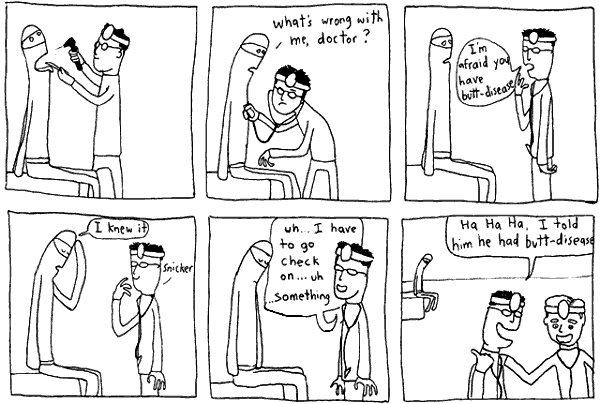 what's wrong with
me, doctor?
I'm
afraid you
have
butt-disease
I knew it
snicker
uh... I have
to go
check
on... uh
...something
Ha Ha Ha, I told
him he had butt-disease